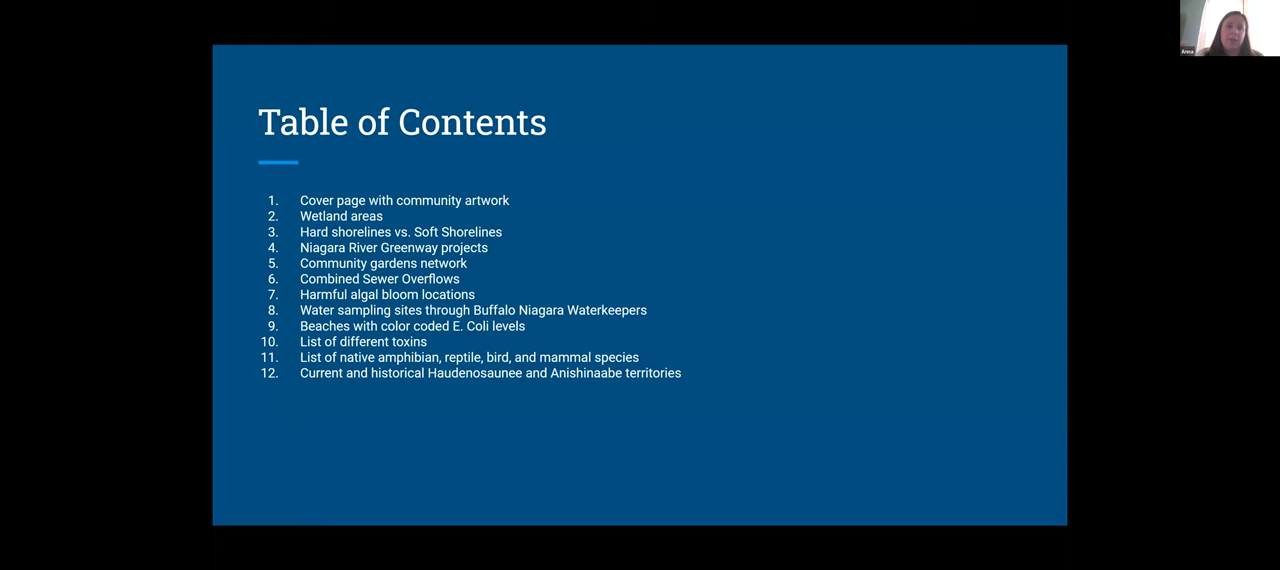 Table of Contents
1. Cover page with community artwork
2. Wetland areas
3. Hard shorelines vs. Soft Shorelines
4. Niagara River Greenway projects
5. Community gardens network
6. Combined Sewer Overflows
7. Harmful algal bloom locations
8. Water sampling sites through Buffalo Niagara Waterkeepers
9. Beaches with color coded E. Coli levels
10. List of different toxins
11. List of native amphibian, reptile, bird, and mammal species
12. Current and historical Haudenosaunee and Anishinaabe territories
Anna